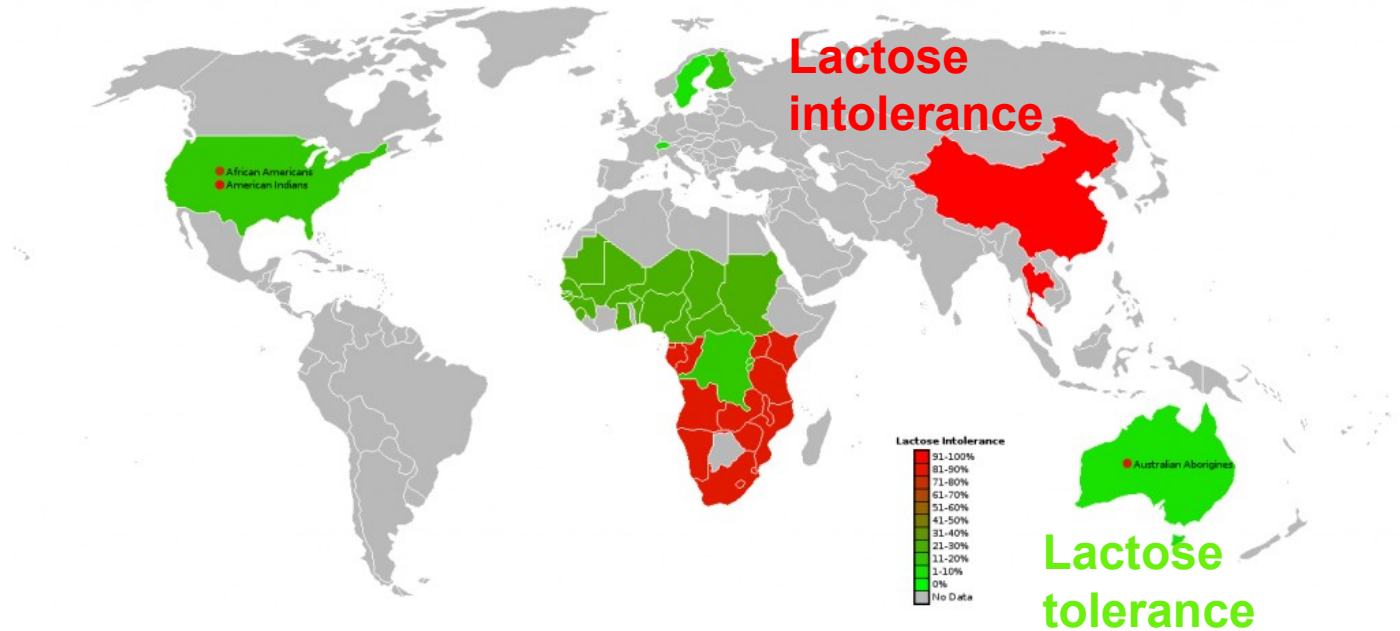 Lactose
intolerance
African Americans
American Indians
Lactose Intolerance
91-100%
81-90%
71-80%
61-70%
51-60%
41-50%
31-40%
21-30%
11-20%
1-10%
0%
No Data
Australian Aborigines
Lactose
tolerance